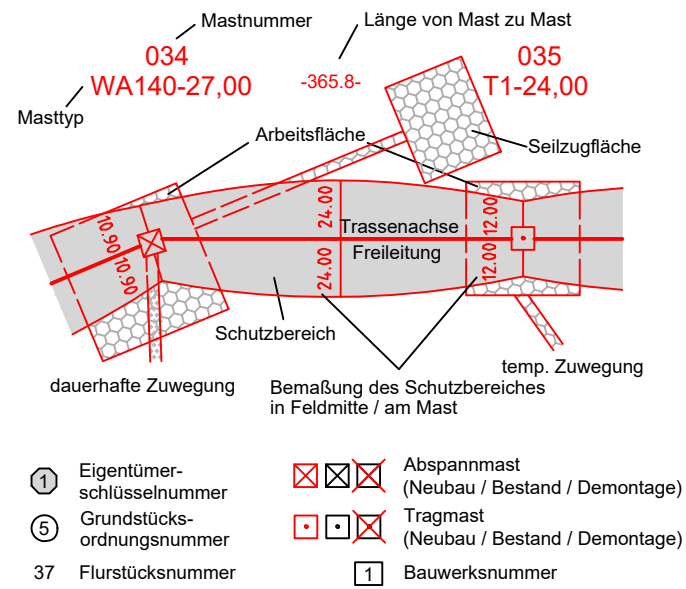 Mastnummer
Länge von Mast zu Mast
034
035
WA140-27,00
-365.8-
T1-24,00
Masttyp
Arbeitsfläche
Seilzugfläche
10.90
10.90
24.00
24.00
12.00
12.00
Trassenachse
Freileitung
Schutzbereich
dauerhafte Zuwegung
temp. Zuwegung
Bemaßung des Schutzbereiches
in Feldmitte / am Mast
1
Eigentümer-
schlüsselnummer
5
Grundstücks-
ordnungsnummer
37 Flurstücksnummer
Abspannmast
(Neubau / Bestand / Demontage)
Tragmast
(Neubau / Bestand / Demontage)
1 Bauwerksnummer